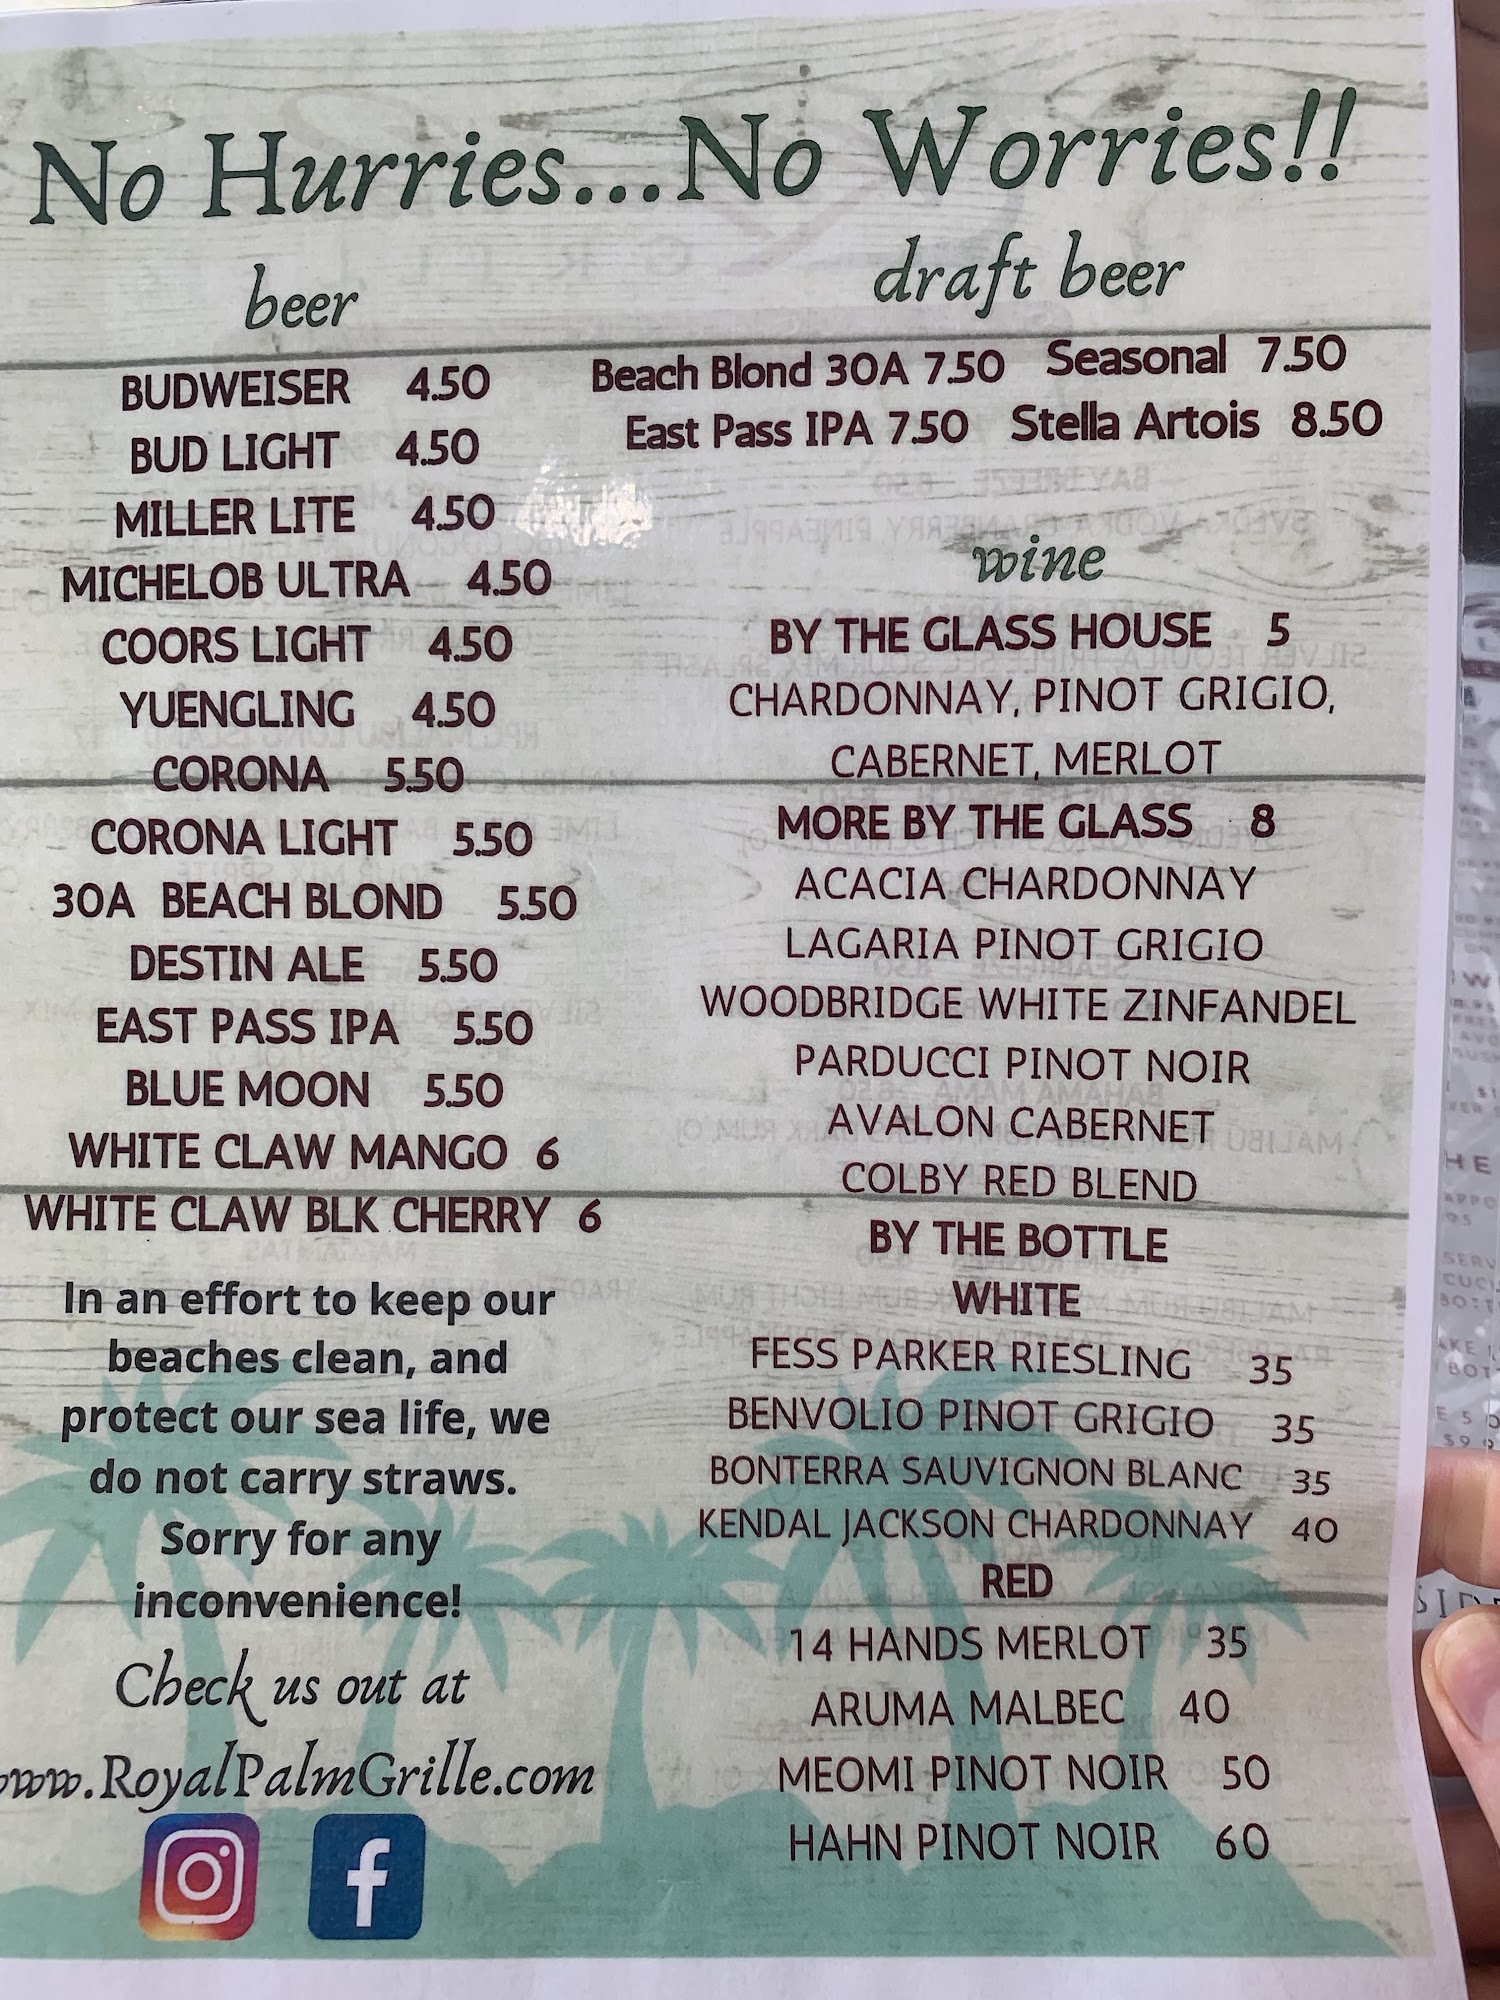 No Hurries...No Worries!!
beer
BUDWEISER 4.50
BUD LIGHT 4.50
MILLER LITE 4.50
MICHELOB ULTRA 4.50
COORS LIGHT 4.50
YUENGLING 4.50
CORONA 5.50
CORONA LIGHT 5.50
30A BEACH BLOND 5.50
DESTIN ALE 5.50
EAST PASS IPA 5.50
BLUE MOON 5.50
WHITE CLAW MANGO 6
WHITE CLAW BLK CHERRY 6
In an effort to keep our
beaches clean, and
protect our sea life, we
do not carry straws.
Sorry for any
inconvenience!
Check us out at
www.RoyalPalmGrille.com
draft beer
Beach Blond 30A 7.50 Seasonal 7.50
East Pass IPA 7.50 Stella Artois 8.50
wine
BY THE GLASS HOUSE 5
CHARDONNAY, PINOT GRIGIO,
CABERNET, MERLOT
MORE BY THE GLASS 8
ACACIA CHARDONNAY
LAGARIA PINOT GRIGIO
WOODBRIDGE WHITE ZINFANDEL
PARDUCCI PINOT NOIR
AVALON CABERNET
COLBY RED BLEND
BY THE BOTTLE
WHITE
FESS PARKER RIESLING 35
BENVOLIO PINOT GRIGIO 35
BONTERRA SAUVIGNON BLANC 35
KENDAL JACKSON CHARDONNAY 40
RED
14 HANDS MERLOT 35
ARUMA MALBEC 40
MEOMI PINOT NOIR 50
HAHN PINOT NOIR 60